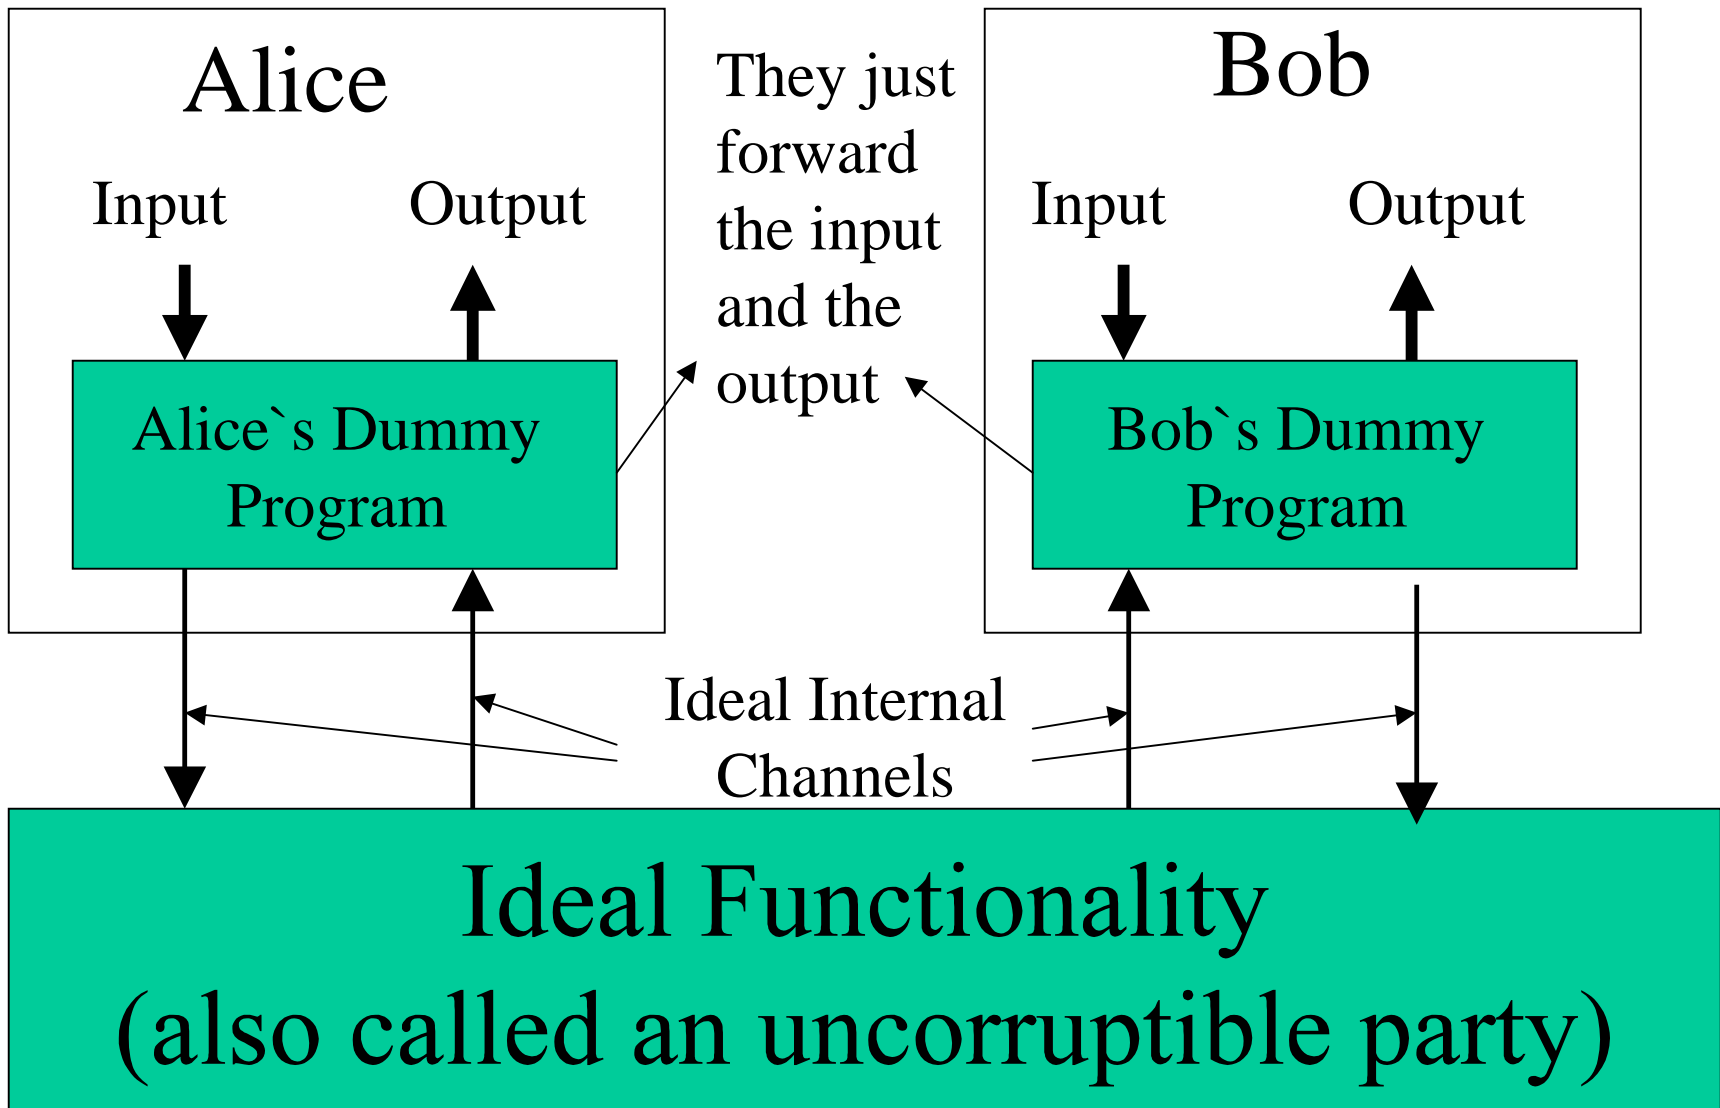 Alice
Input
Output
Alice`s Dummy
Program
They just
forward
the input
and the
output
Bob
Input
Output
Bob`s Dummy
Program
Ideal Internal
Channels
Ideal Functionality
(also called an uncorruptible party)